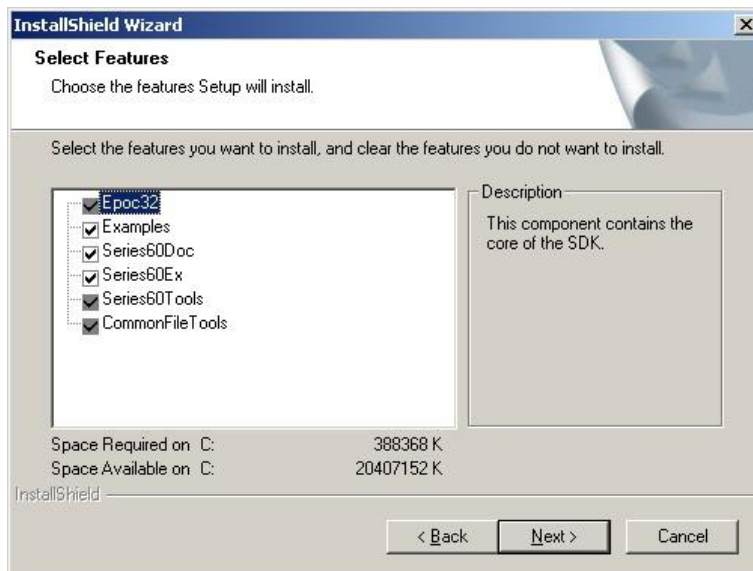 InstallShield Wizard
Select Features
Choose the features Setup will install.
Select the features you want to install, and clear the features you do not want to install.
Epoc32
Examples
Series60Doc
Series60Ex
Series60Tools
CommonFileTools
Description
This component contains the
core of the SDK.
Space Required on C: 388368 K
Space Available on C: 20407152 K
InstallShield
< Back Next > Cancel